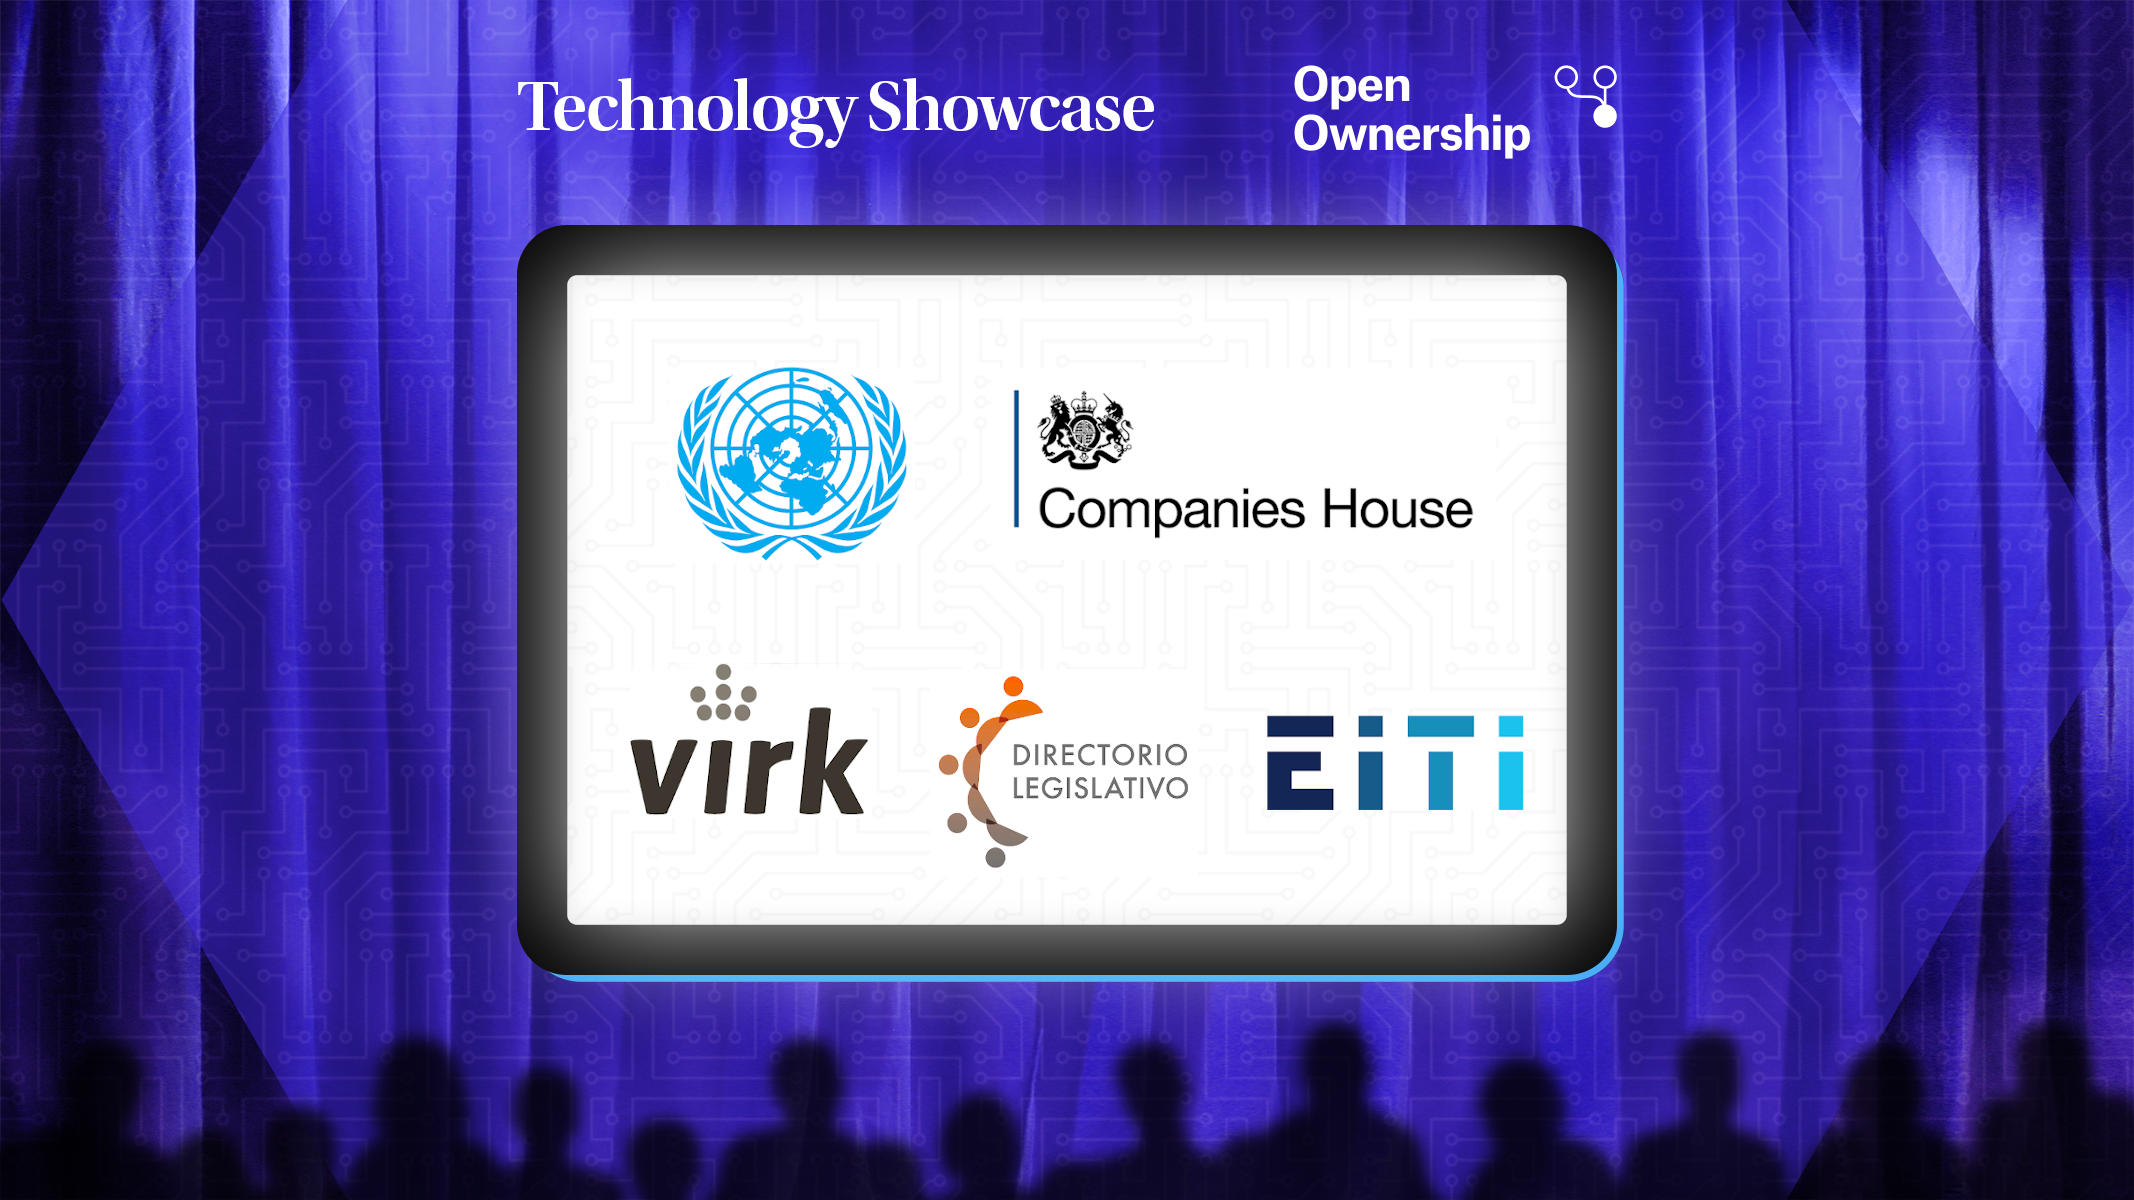 Technology Showcase
Open
Ownership
Companies House
virk
DIRECTORIO
LEGISLATIVO
EiTi